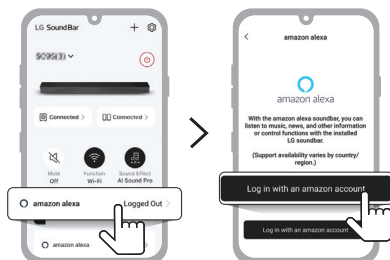 LG Sound Bar
Connected >
Connected >
Mute
Off
Function
Wi-Fi
Sound Effect
AI Sound Pro
amazon alexa
Logged Out >
amazon alexa
amazon alexa
amazon alexa
With the amazon alexa soundbar, you can
listen to music, news, and other information
or control functions with the installed
LG soundbar.
(Support availability varies by country/
region.)
Log in with an amazon account
Log in with an amazon account